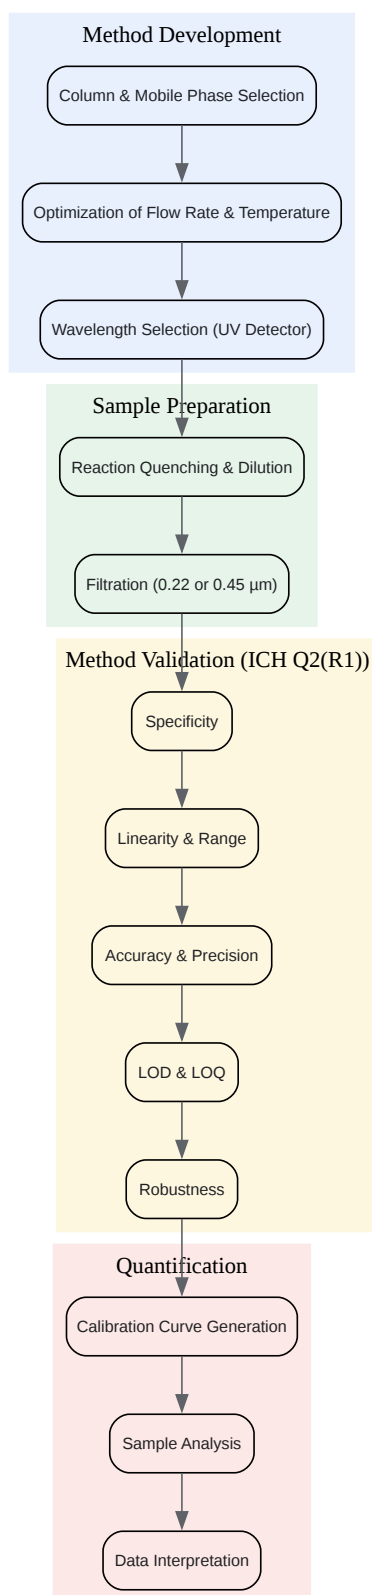 Method Development
Column & Mobile Phase Selection
Optimization of Flow Rate & Temperature
Wavelength Selection (UV Detector)
Sample Preparation
Reaction Quenching & Dilution
Filtration (0.22 or 0.45 µm)
Method Validation (ICH Q2(R1))
Specificity
Linearity & Range
Accuracy & Precision
LOD & LOQ
Robustness
Quantification
Calibration Curve Generation
Sample Analysis
Data Interpretation